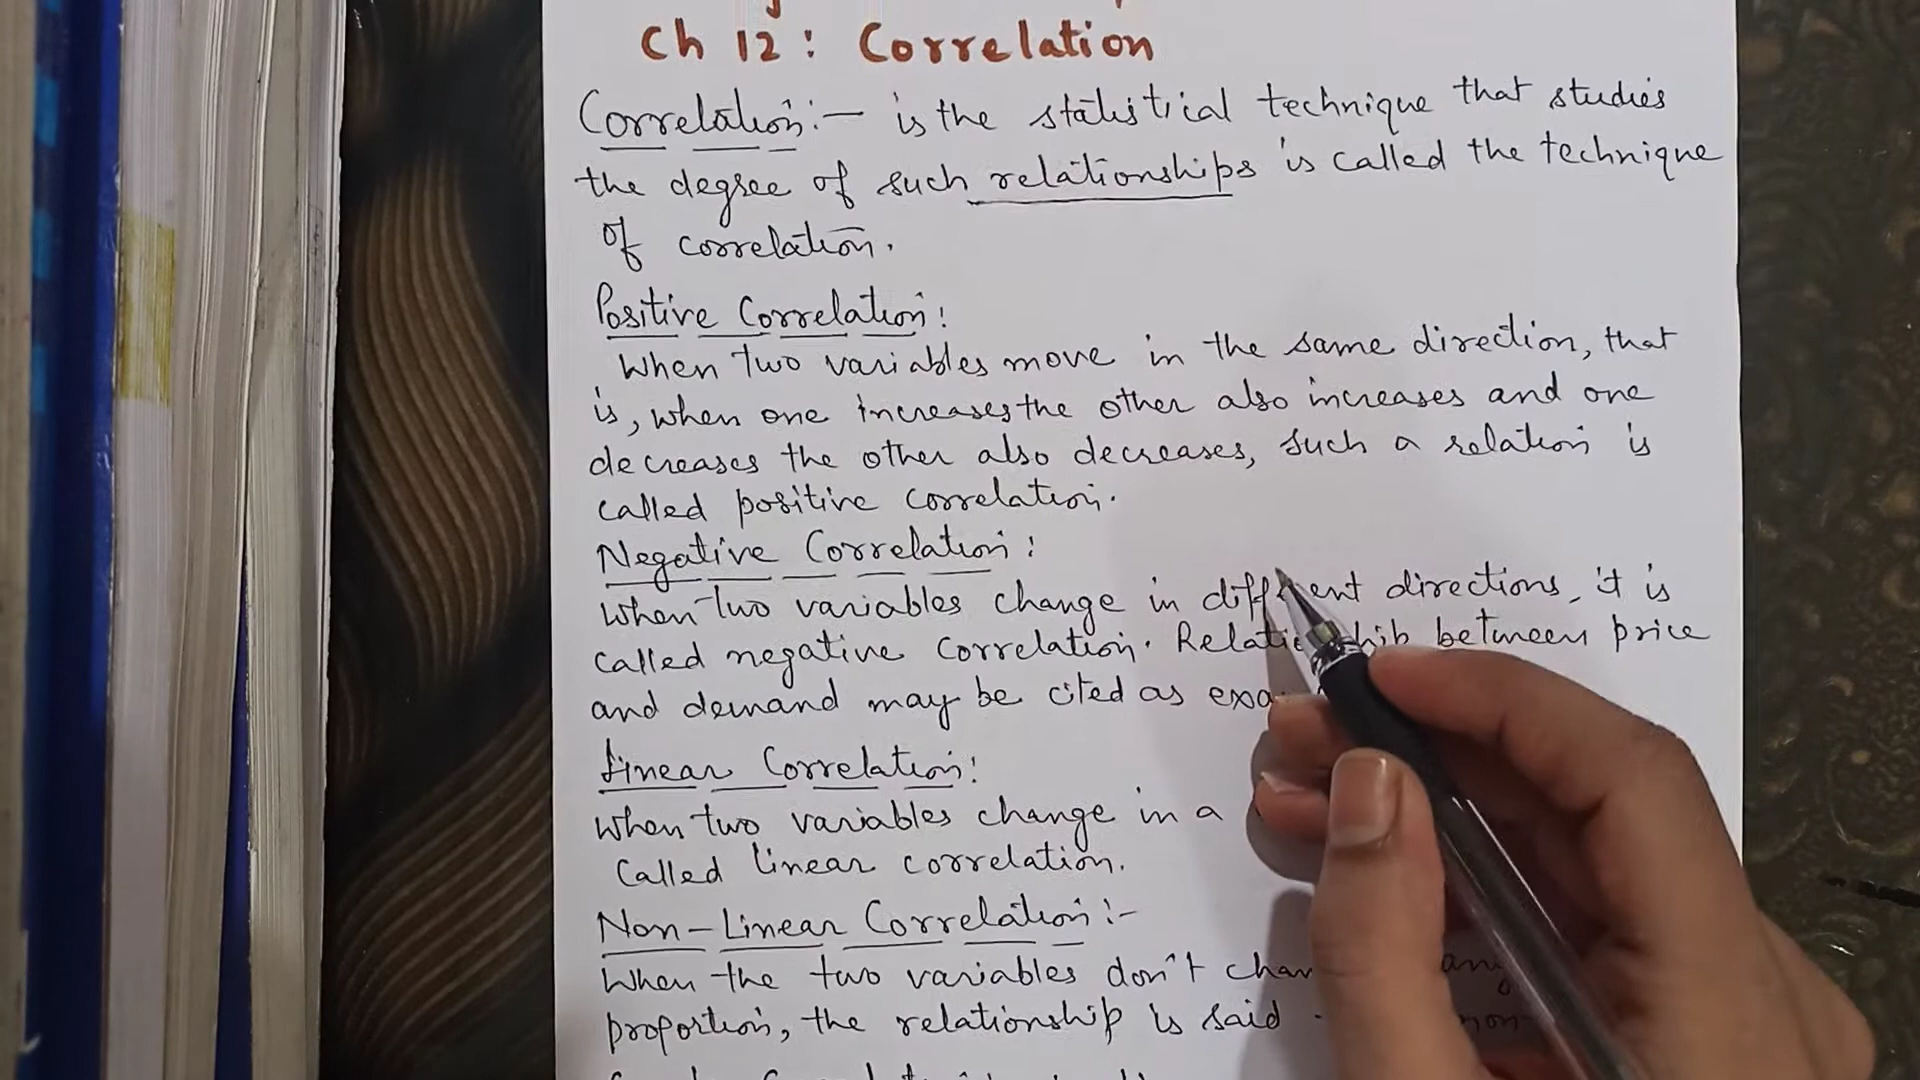 Ch 12: Correlation
Correlation:- is the statistical technique that studies
the degree of such relationships is called the technique
of correlation.
Positive Correlation:
When two variables move in the same direction, that
is, when one increases the other also increases and one
decreases the other also decreases, such a relation is
called positive correlation.
Negative Correlation:
When two variables change in different directions, it is
called negative correlation. Relationship between price
and demand may be cited as
Linear Correlation:
When two variables change in a
Called linear correlation.
Non-Linear Correlation:-
When the two variables don't
proportion, the relationship is said non-